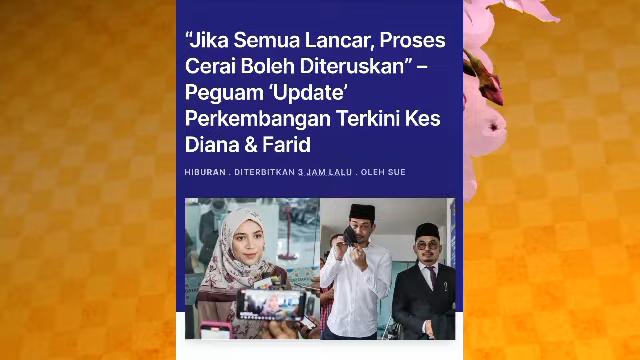 “Jika Semua Lancar, Proses
Cerai Boleh Diteruskan” –
Peguam ‘Update’
Perkembangan Terkini Kes
Diana & Farid
HIBURAN . DITERBITKAN 3 JAM LALU . OLEH SUE